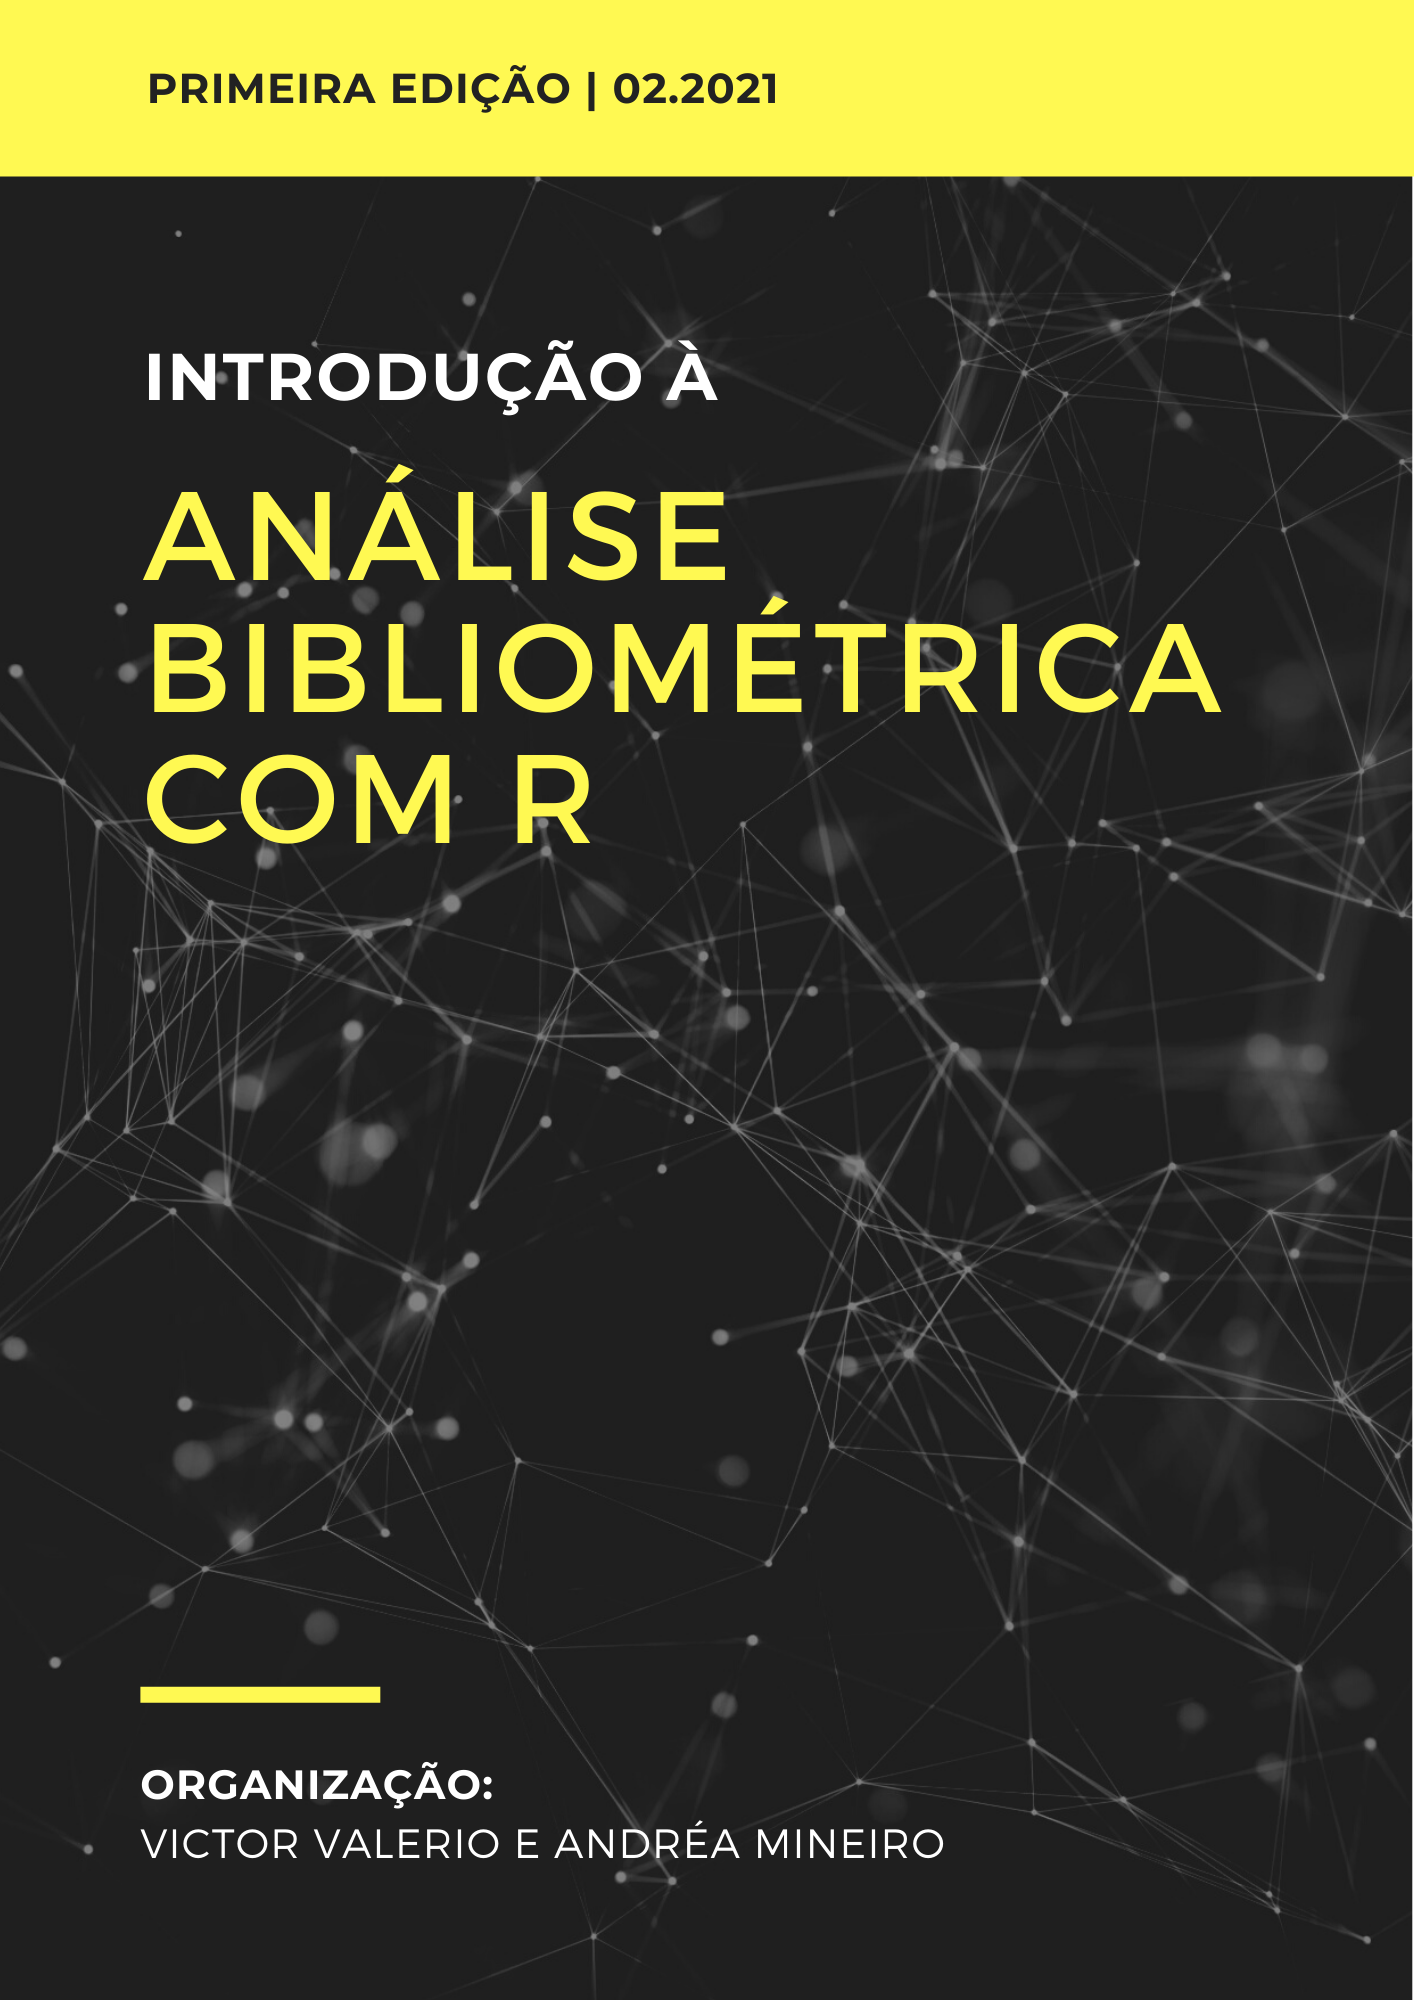 PRIMEIRA EDIÇÃO | 02.2021
INTRODUÇÃO À
ANÁLISE
BIBLIOMÉTRICA
COM R
ORGANIZAÇÃO:
VICTOR VALERIO E ANDRÉA MINEIRO